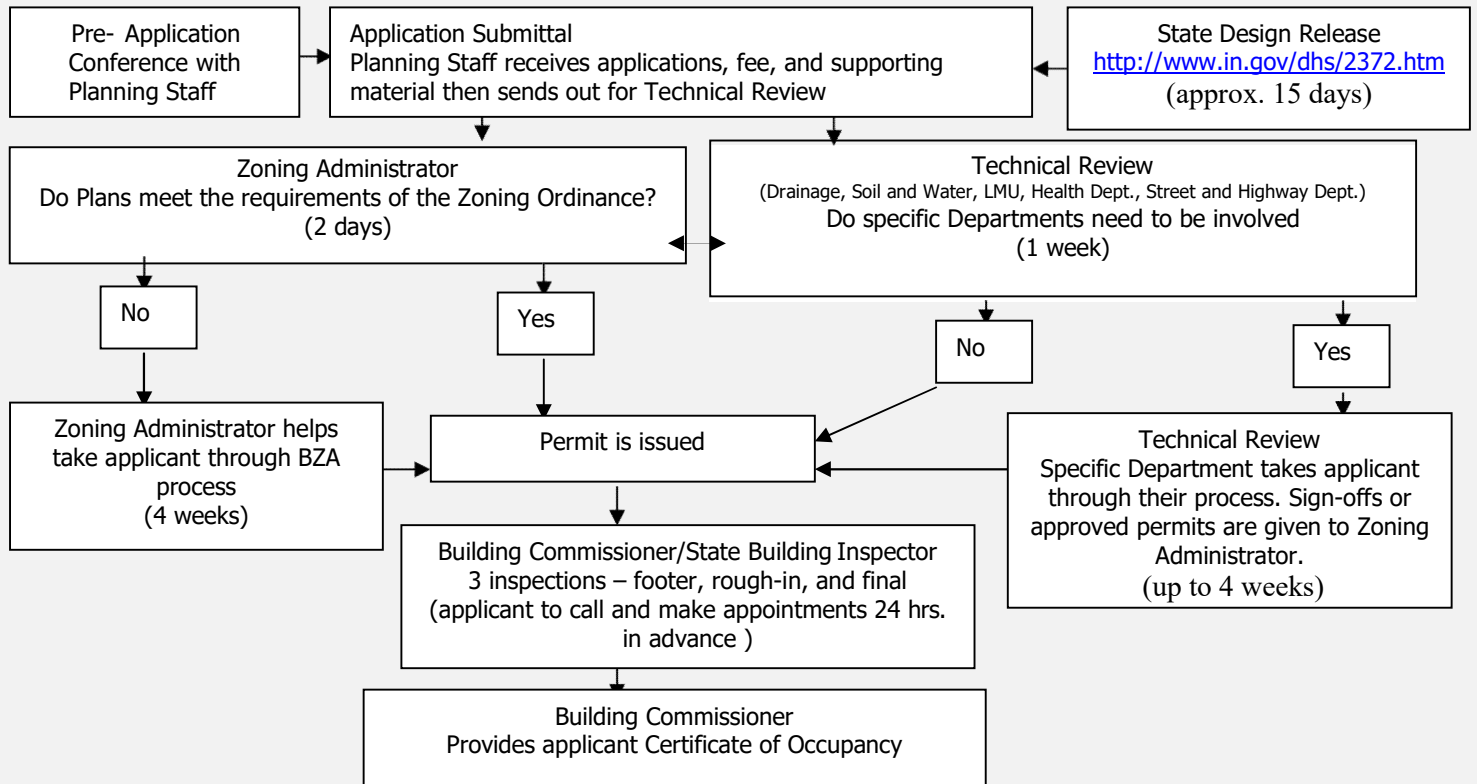 Pre- Application
Conference with
Planning Staff
Application Submittal
Planning Staff receives applications, fee, and supporting
material then sends out for Technical Review
State Design Release
http://www.in.gov/dhs/2372.htm
(approx. 15 days)
Zoning Administrator
Do Plans meet the requirements of the Zoning Ordinance?
(2 days)
Technical Review
(Drainage, Soil and Water, LMU, Health Dept., Street and Highway Dept.)
Do specific Departments need to be involved
(1 week)
No
Yes
No
Yes
Zoning Administrator helps
take applicant through BZA
process
(4 weeks)
Permit is issued
Technical Review
Specific Department takes applicant
through their process. Sign-offs or
approved permits are given to Zoning
Administrator.
(up to 4 weeks)
Building Commissioner/State Building Inspector
3 inspections – footer, rough-in, and final
(applicant to call and make appointments 24 hrs.
in advance )
Building Commissioner
Provides applicant Certificate of Occupancy